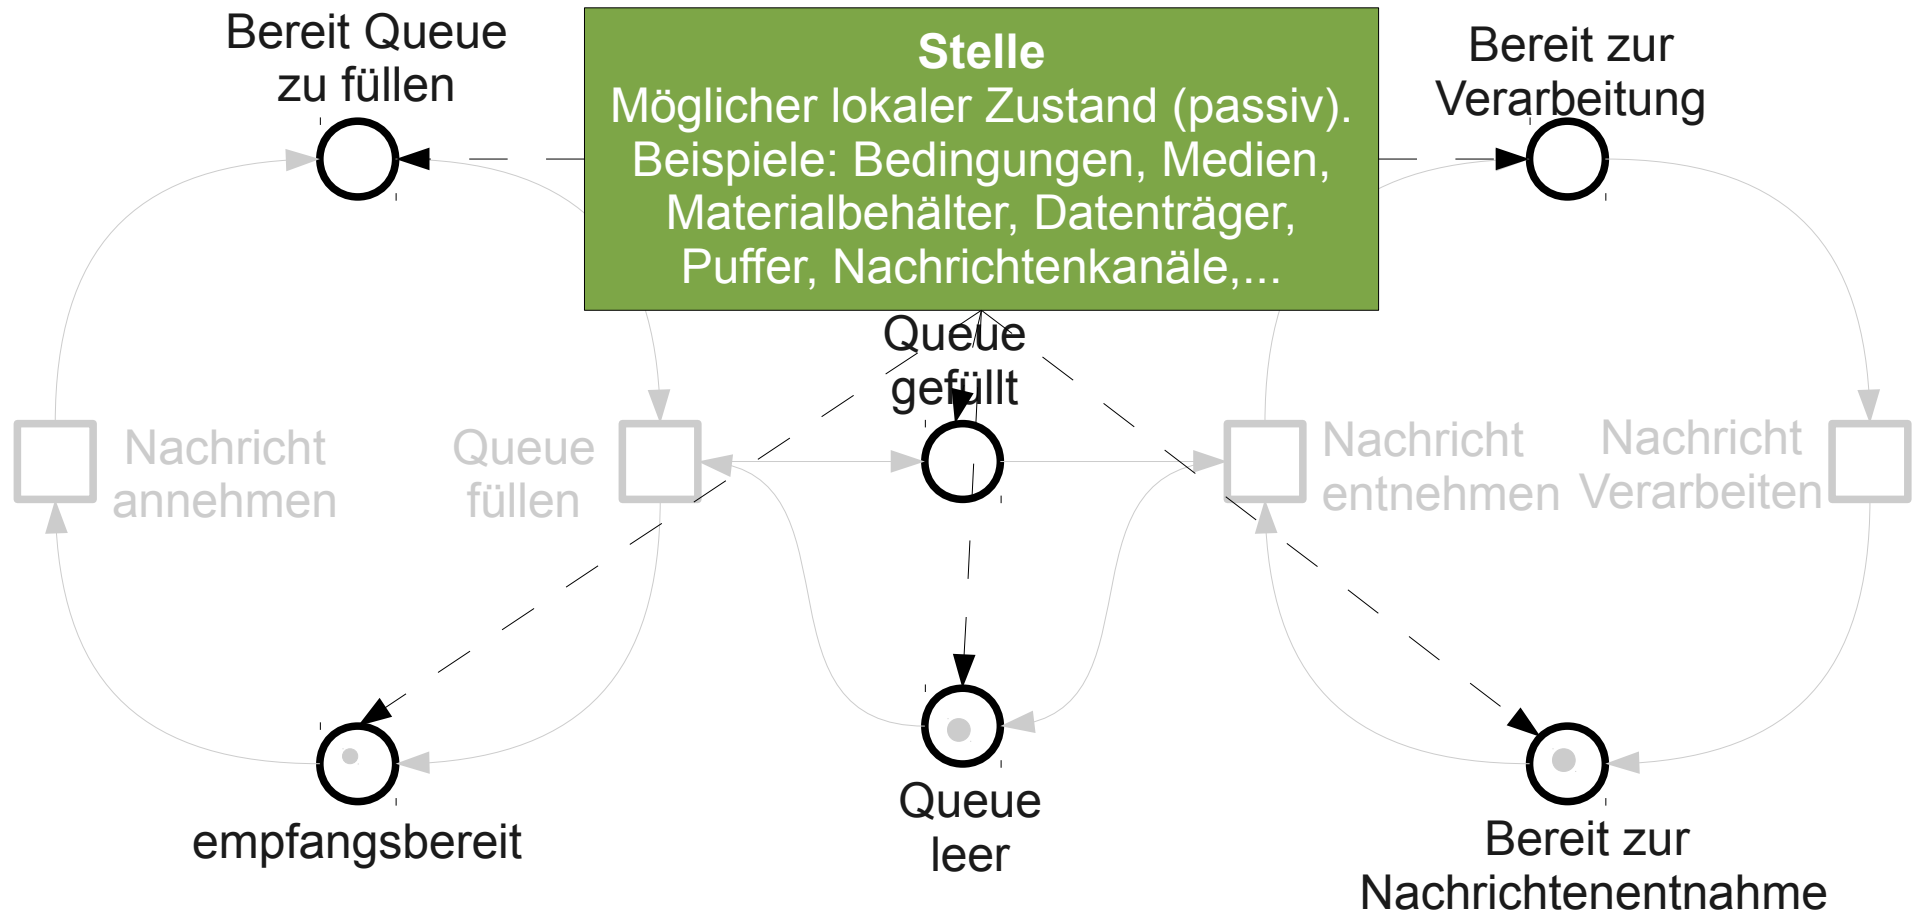 Bereit Queue
zu füllen
Stelle
Möglicher lokaler Zustand (passiv).
Beispiele: Bedingungen, Medien,
Materialbehälter, Datenträger,
Puffer, Nachrichtenkanäle,...
Bereit zur
Verarbeitung
Queue
gefüllt
Nachricht
annehmen
Queue
füllen
Nachricht
entnehmen
Nachricht
Verarbeiten
empfangsbereit
Queue
leer
Bereit zur
Nachrichtenentnahme